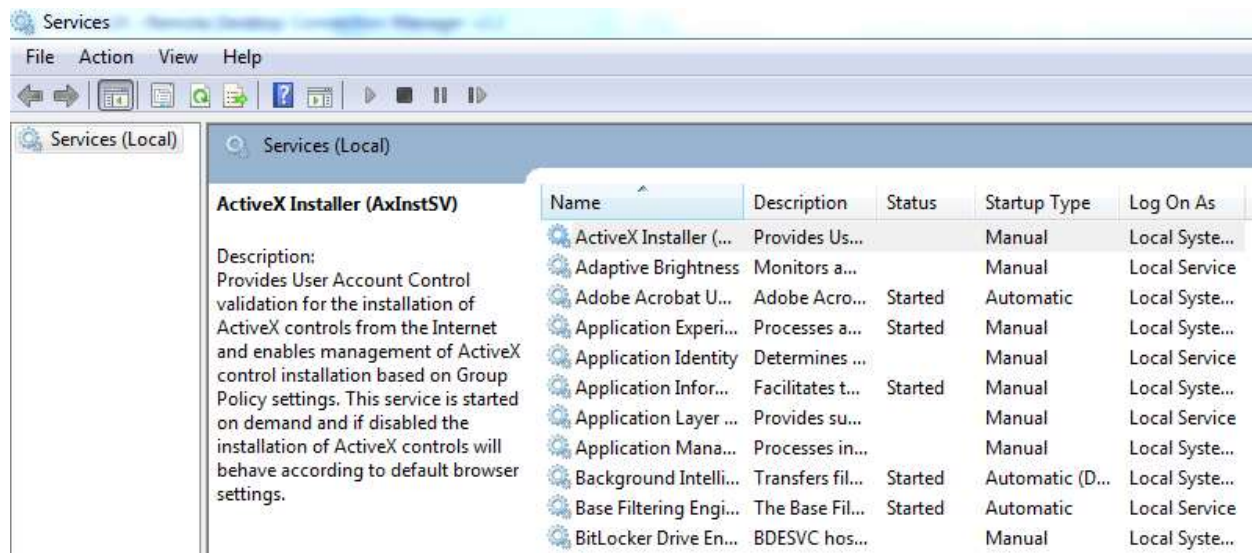 Services
File Action View Help
Services (Local)
Services (Local)
ActiveX Installer (AxInstSV)
Description:
Provides User Account Control
validation for the installation of
ActiveX controls from the Internet
and enables management of ActiveX
control installation based on Group
Policy settings. This service is started
on demand and if disabled the
installation of ActiveX controls will
behave according to default browser
settings.
Name Description Status Startup Type Log On As
ActiveX Installer (... Provides Us... Manual Local Syste...
Adaptive Brightness Monitors a... Manual Local Service
Adobe Acrobat U... Adobe Acro... Started Automatic Local Syste...
Application Experi... Processes a... Started Manual Local Syste...
Application Identity Determines ... Manual Local Service
Application Infor... Facilitates t... Started Manual Local Syste...
Application Layer ... Provides su... Manual Local Service
Application Mana... Processes in... Manual Local Syste...
Background Intelli... Transfers fil... Started Automatic (D... Local Syste...
Base Filtering Engi... The Base Fil... Started Automatic Local Service
BitLocker Drive En... BDESVC hos... Manual Local Syste...